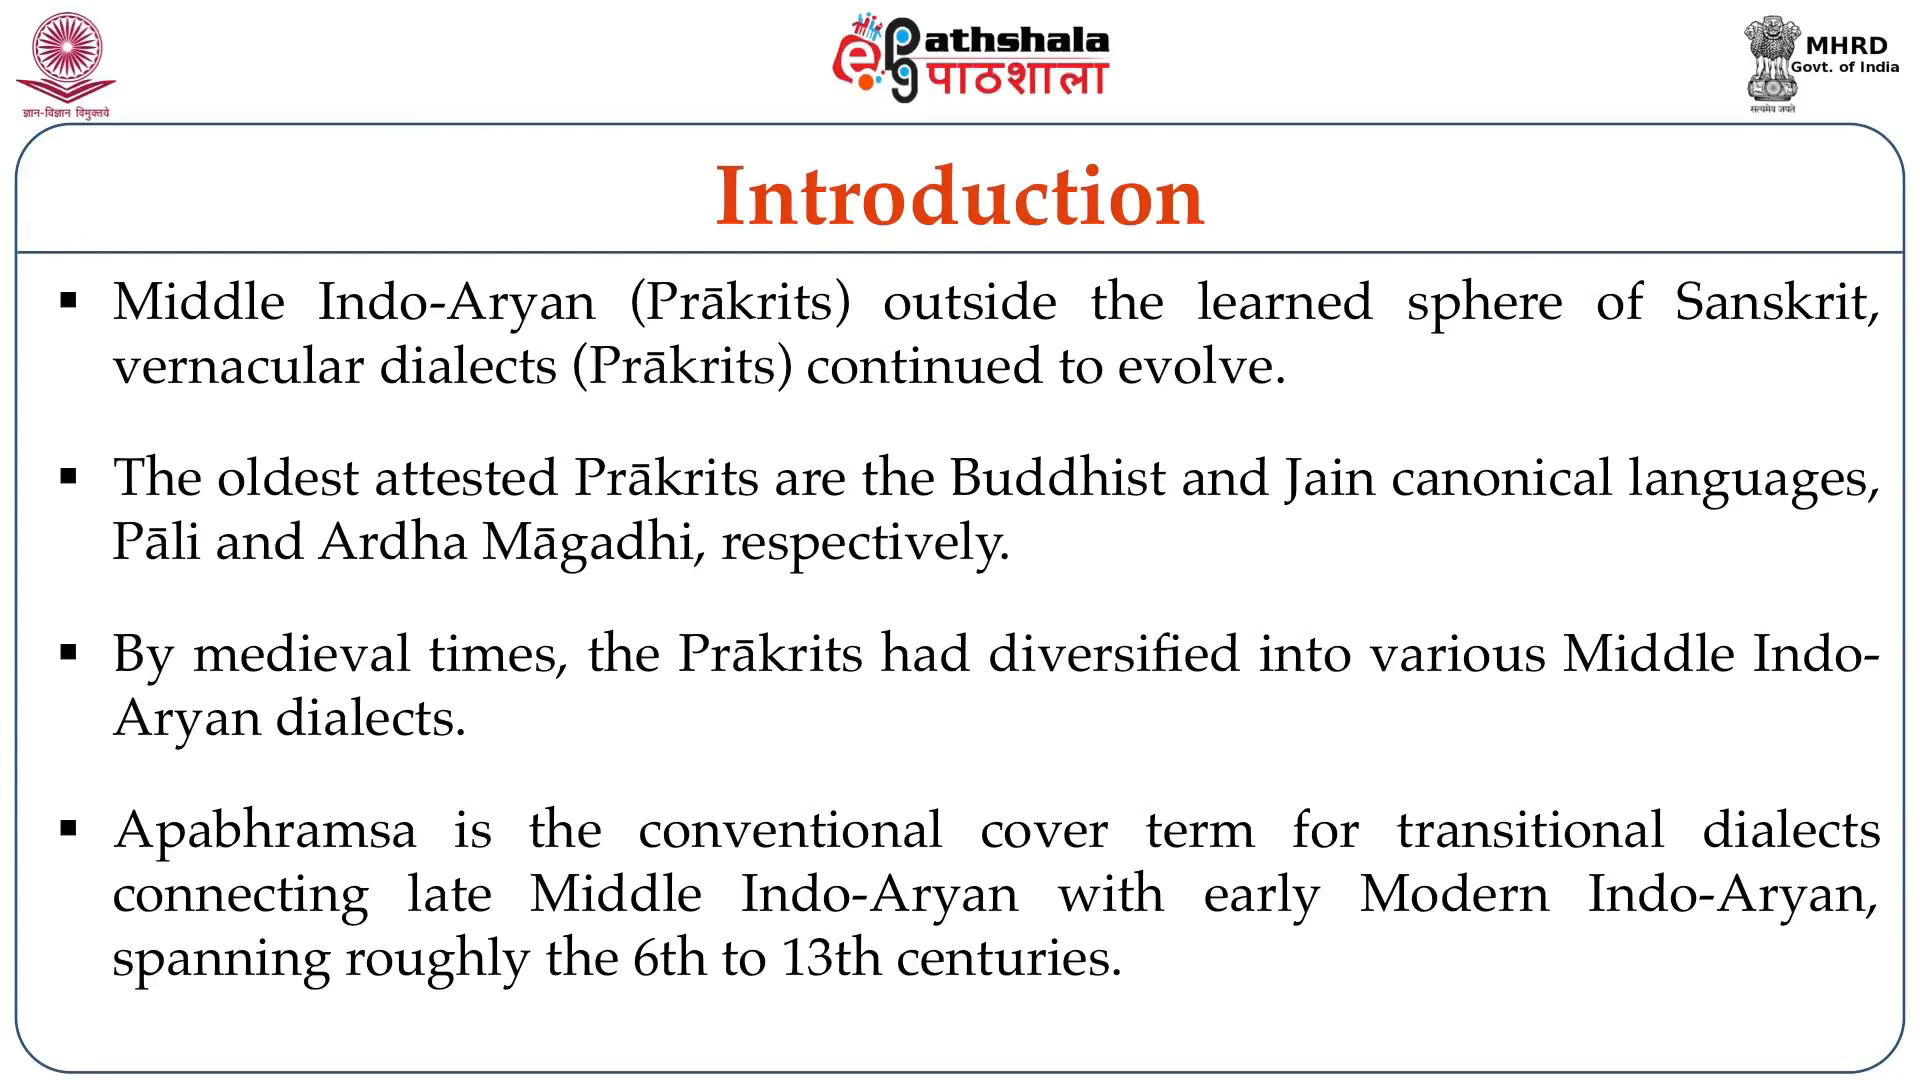 ज्ञान-विज्ञान विमुक्तये
athshala
पाठशाला
MHRD
Govt. of India
सत्यमेव जयते
Introduction
▪ Middle Indo-Aryan (Prākrits) outside the learned sphere of Sanskrit,
vernacular dialects (Prākrits) continued to evolve.
▪ The oldest attested Prākrits are the Buddhist and Jain canonical languages,
Pāli and Ardha Māgadhi, respectively.
▪ By medieval times, the Prākrits had diversified into various Middle Indo-
Aryan dialects.
▪ Apabhramsa is the conventional cover term for transitional dialects
connecting late Middle Indo-Aryan with early Modern Indo-Aryan,
spanning roughly the 6th to 13th centuries.